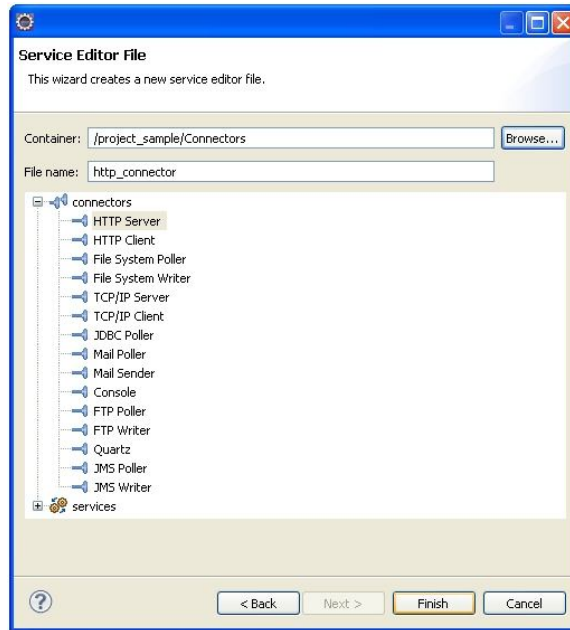 Service Editor File
This wizard creates a new service editor file.
Container: /project_sample/Connectors Browse...
File name: http_connector
connectors
HTTP Server
HTTP Client
File System Poller
File System Writer
TCP/IP Server
TCP/IP Client
JDBC Poller
Mail Poller
Mail Sender
Console
FTP Poller
FTP Writer
Quartz
JMS Poller
JMS Writer
services
? < Back Next > Finish Cancel